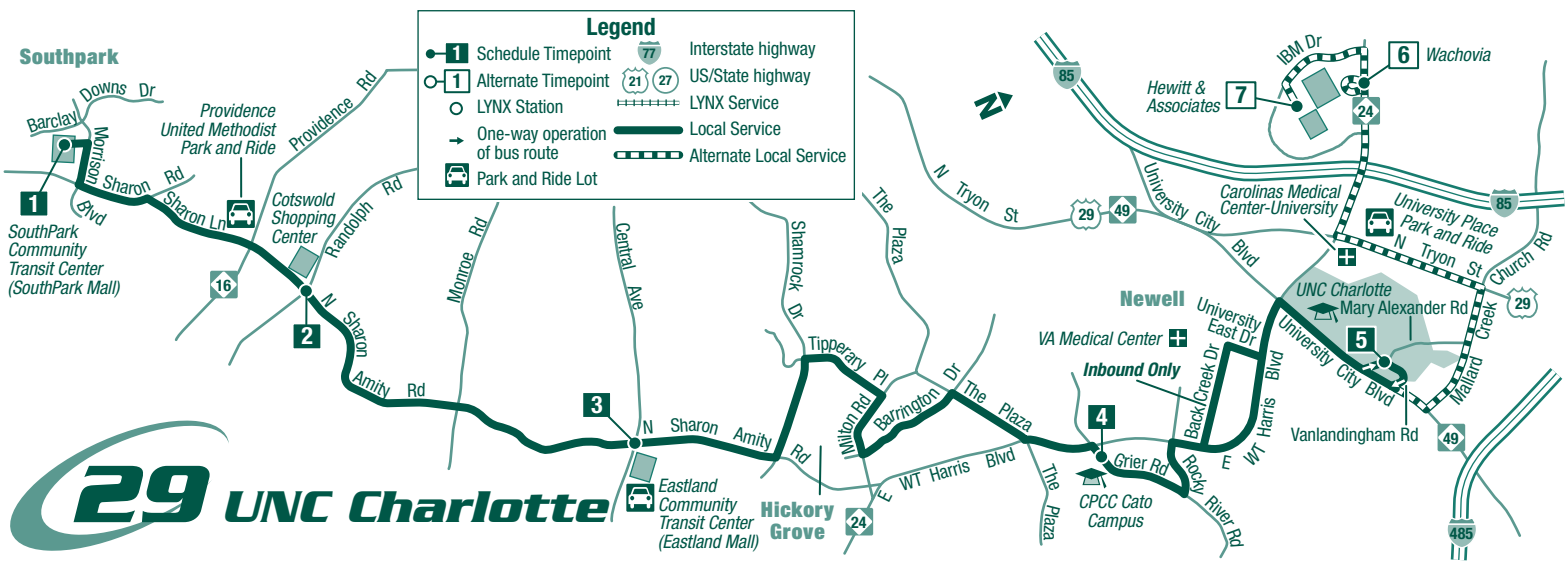 Legend
1 Schedule Timepoint
1 Alternate Timepoint
LYNX Station
One-way operation
of bus route
Park and Ride Lot
77 Interstate highway
21 27 US/State highway
LYNX Service
Local Service
Alternate Local Service
Southpark
Barclay Downs Dr
Morrison
Blvd
1
SouthPark
Community
Transit Center
(SouthPark Mall)
Sharon Rd
Sharon Ln
Providence
United Methodist
Park and Ride
Providence Rd
16
Cotswold
Shopping
Center
Randolph Rd
2
N Sharon Amity Rd
Monroe Rd
Central Ave
3
N Sharon Amity Rd
Eastland
Community
Transit Center
(Eastland Mall)
Shamrock Dr
Tipperary Pl
Milton Rd
Barrington Dr
The Plaza
Hickory
Grove
24
E WT Harris Blvd
The Plaza
The Plaza
4
CPCC Cato
Campus
Grier Rd
Rocky River Rd
N
N Tryon St
29
49
University City Blvd
85
Newell
VA Medical Center
Inbound Only
Back Creek Dr
University
East Dr
E WT Harris Blvd
IBM Dr
6 Wachovia
Hewitt &
Associates
7
24
Carolinas Medical
Center-University
University Place
Park and Ride
85
N Tryon St
Church Rd
29
UNC Charlotte
Mary Alexander Rd
5
University City Blvd
Mallard Creek
Vanlandingham Rd
49
485
29 UNC Charlotte